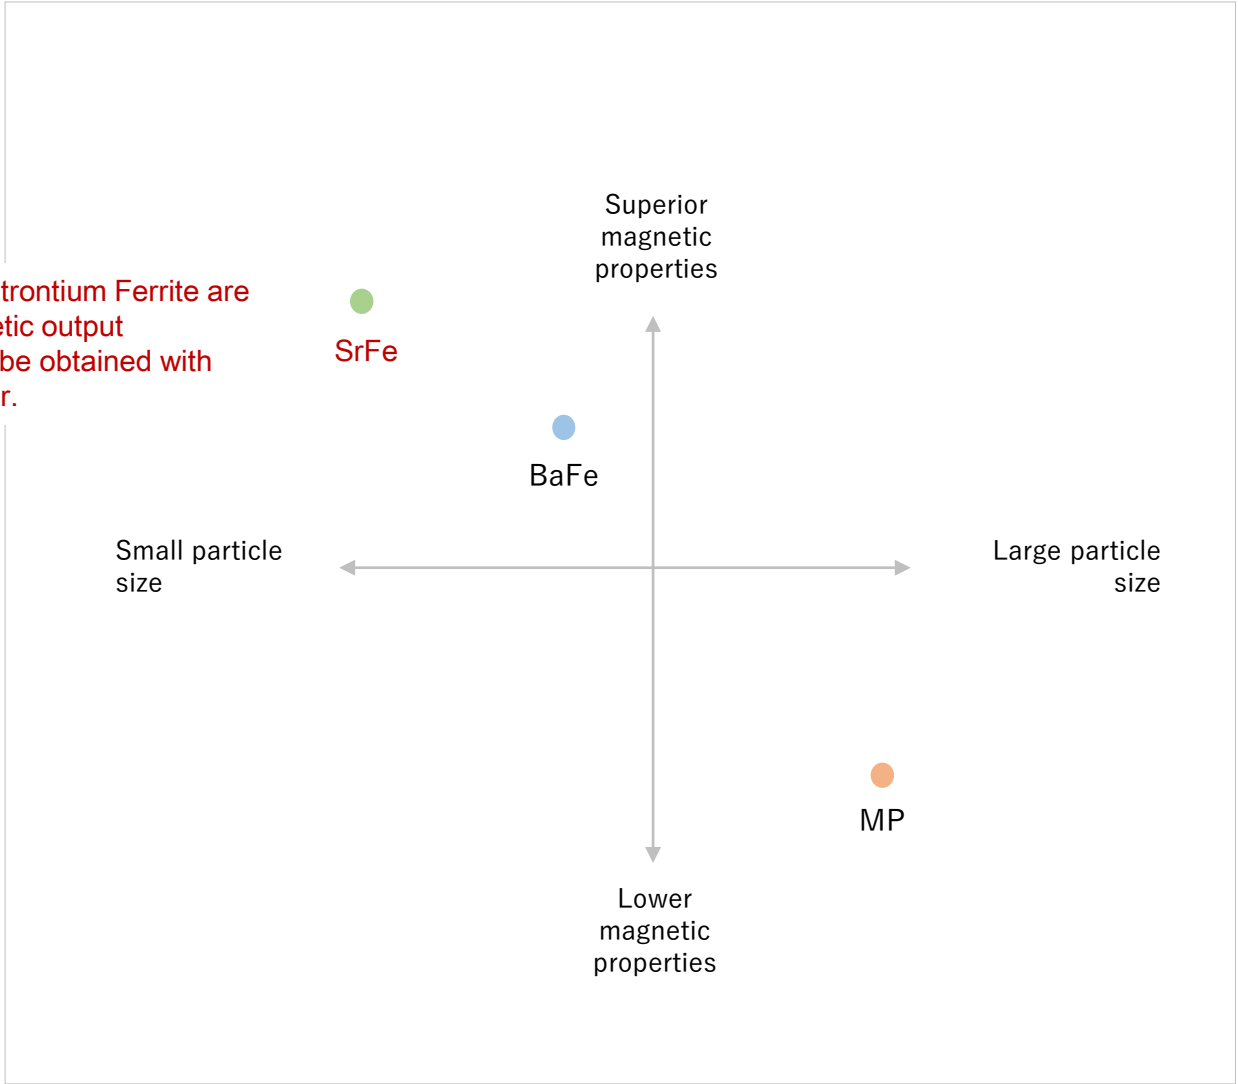 Superior
magnetic
properties
trontium Ferrite are
etic output
be obtained with
r.
SrFe
BaFe
Small particle
size
Large particle
size
MP
Lower
magnetic
properties